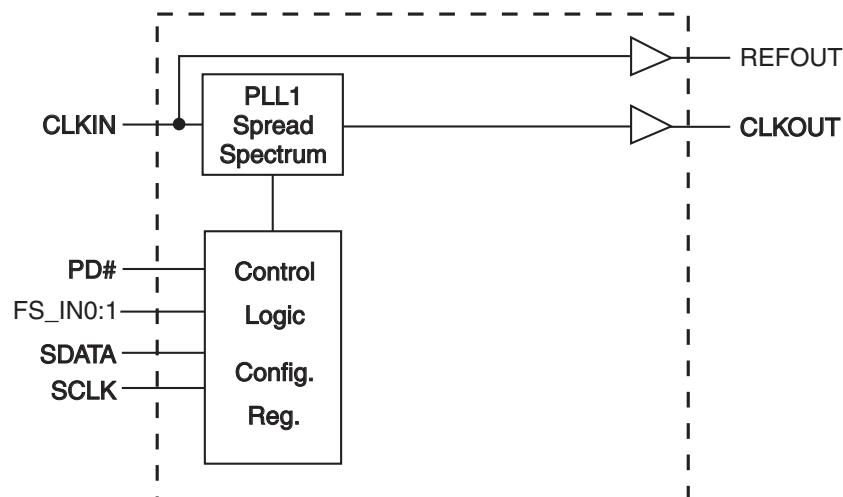 REFOUT
PLL1
Spread
Spectrum
CLKIN
CLKOUT
PD#
FS_IN0:1
SDATA
SCLK
Control
Logic
Config.
Reg.